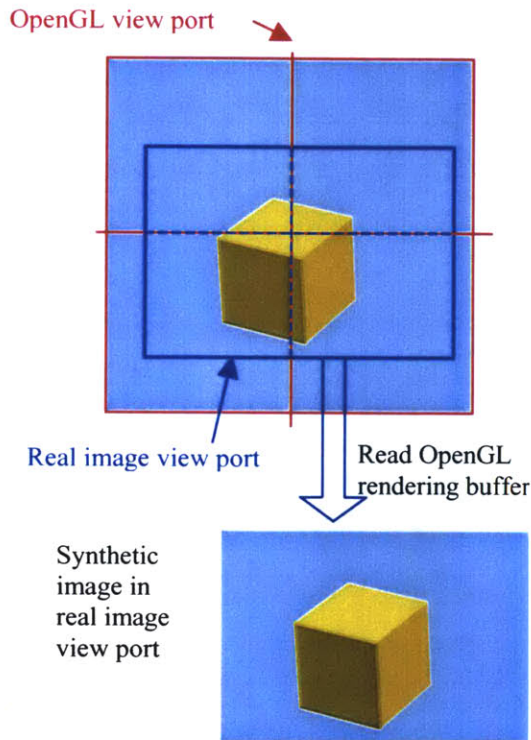 OpenGL view port
Real image view port
Read OpenGL
rendering buffer
Synthetic
image in
real image
view port